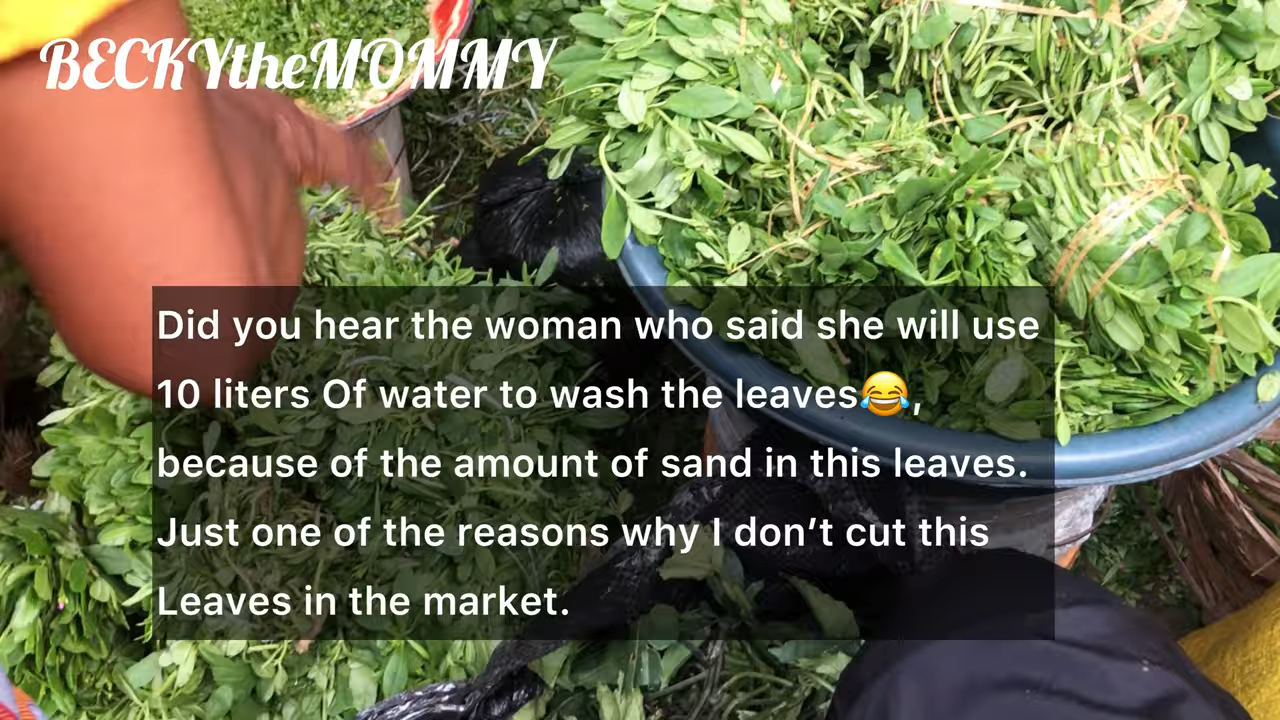 BECKYtheMOMMY
Did you hear the woman who said she will use
10 liters Of water to wash the leaves😂,
because of the amount of sand in this leaves.
Just one of the reasons why I don’t cut this
Leaves in the market.